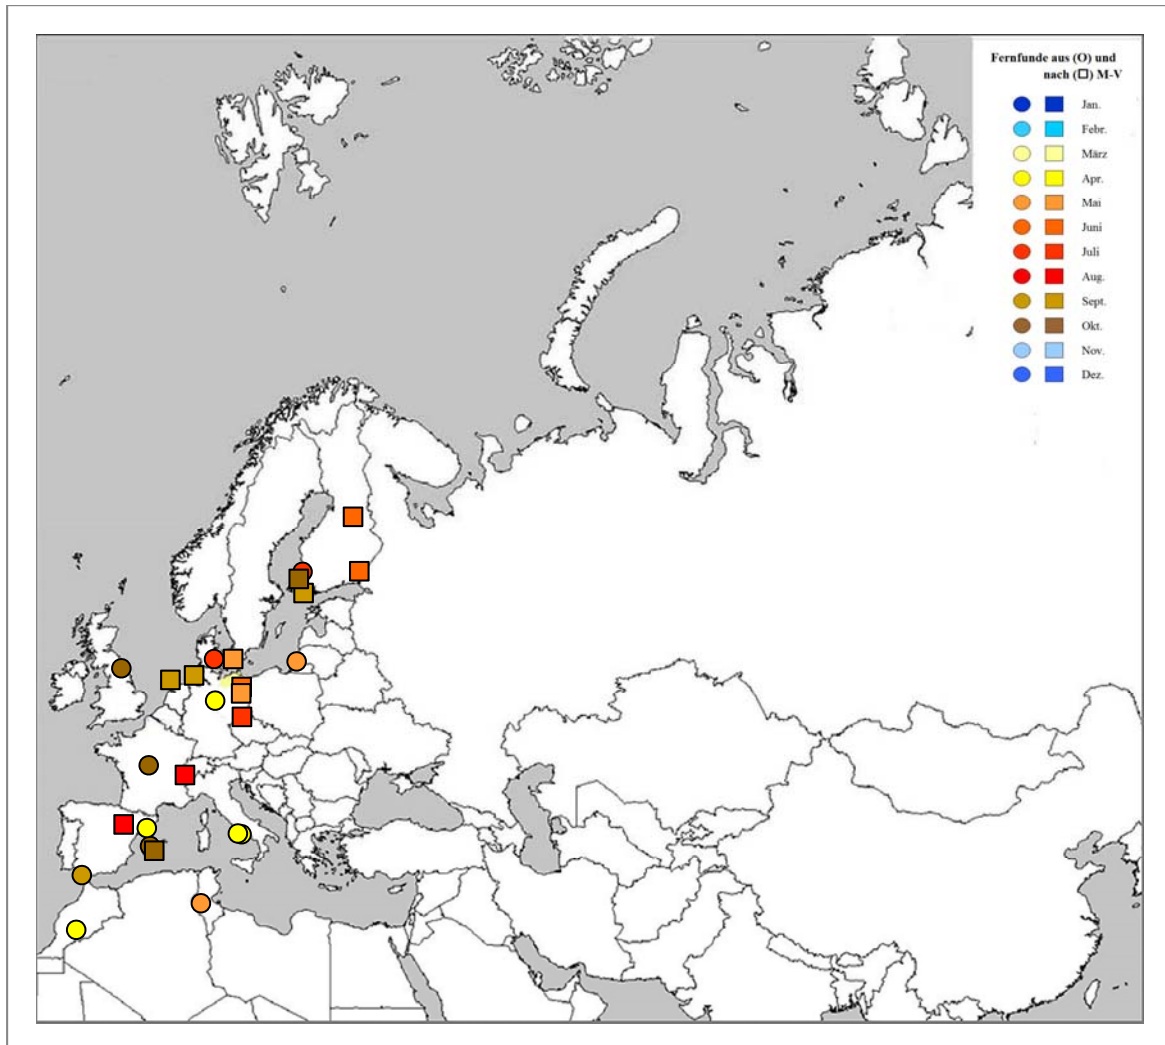 Fernfunde aus (O) und
nach (□) M-V
Jan.
Febr.
März
Apr.
Mai
Juni
Juli
Aug.
Sept.
Okt.
Nov.
Dez.